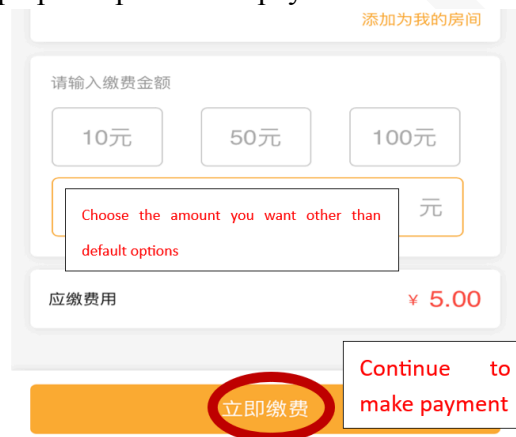 添加为我的房间
请输入缴费金额
10元 50元 100元
Choose the amount you want other than
default options
元
应缴费用 ¥ 5.00
Continue to
make payment
立即缴费